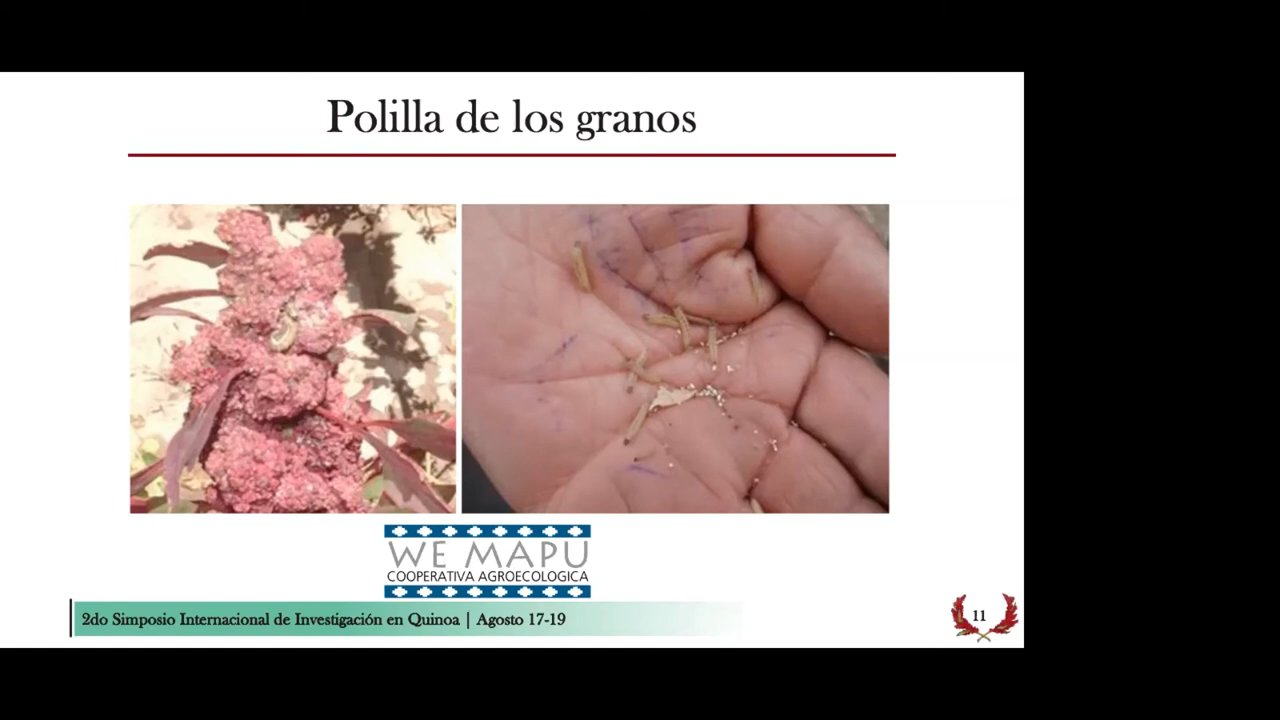 Polilla de los granos
WE MAPU
COOPERATIVA AGROECOLOGICA
2do Simposio Internacional de Investigación en Quinoa | Agosto 17-19
11